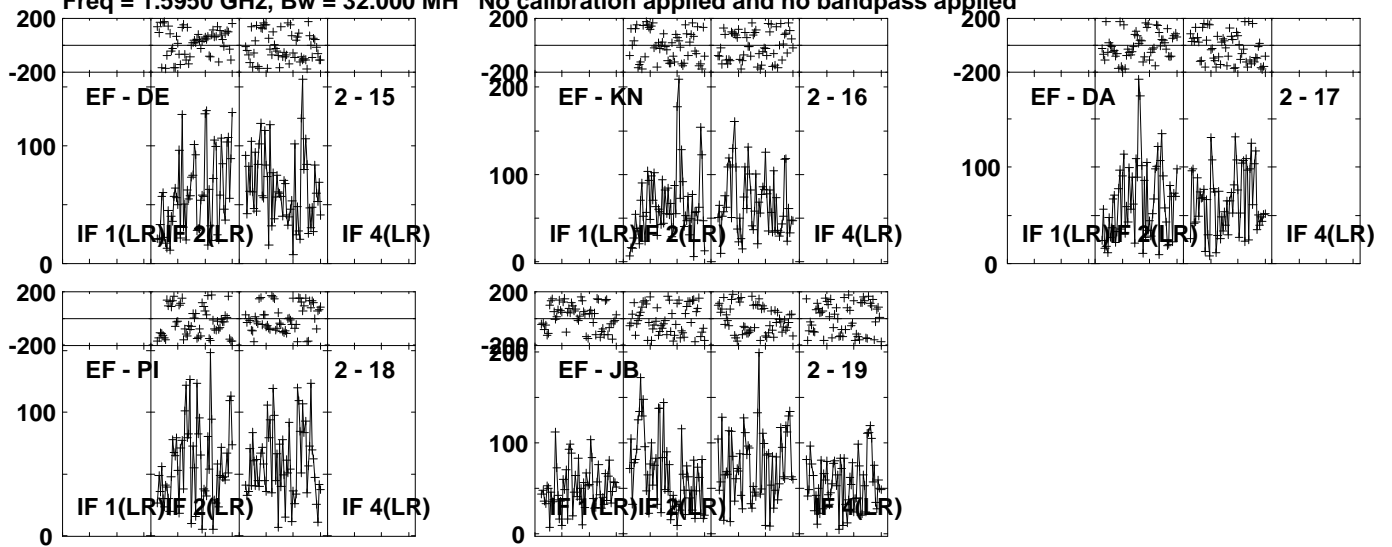 Freq = 1.5950 GHz, Bw = 32.000 MH No calibration applied and no bandpass applied
200 200 200
-200 -200 -200
EF - DE 2 - 15 200 EF - KN 2 - 16 EF - DA 2 - 17
100 100 100
IF 1(LR) IF 2(LR) IF 4(LR) IF 1(LR) IF 2(LR) IF 4(LR) IF 1(LR) IF 2(LR) IF 4(LR)
0 0 0
200 200
-200 -200
200
EF - PI 2 - 18 EF - JB 2 - 19
100 100
IF 1(LR) IF 2(LR) IF 4(LR) IF 1(LR) IF 2(LR) IF 4(LR)
0 0